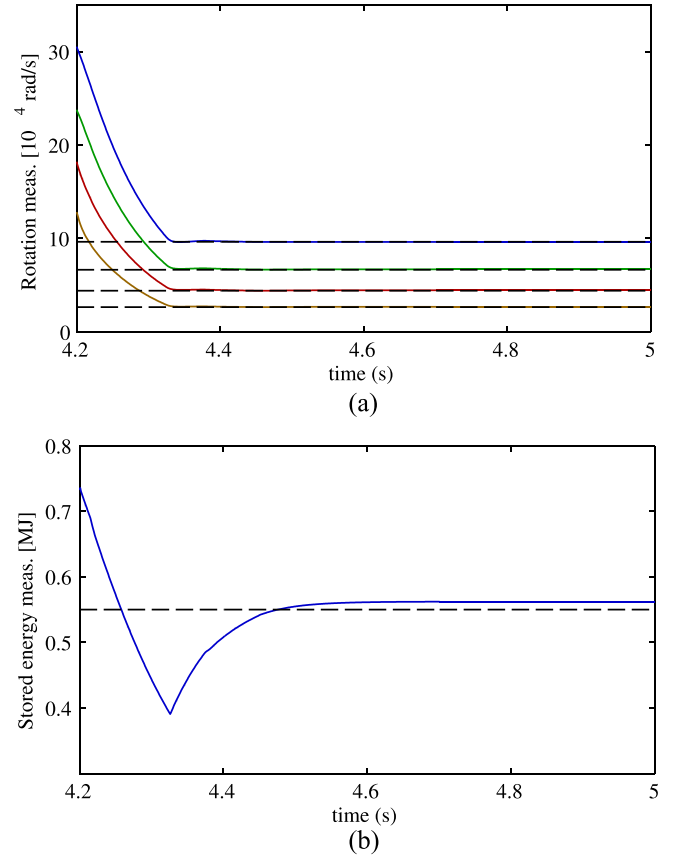 30
20
10
0
Rotation meas. [10 4 rad/s]
4.2 4.4 4.6 4.8 5
time (s)
(a)
0.8
0.7
0.6
0.5
0.4
Stored energy meas. [MJ]
4.2 4.4 4.6 4.8 5
time (s)
(b)